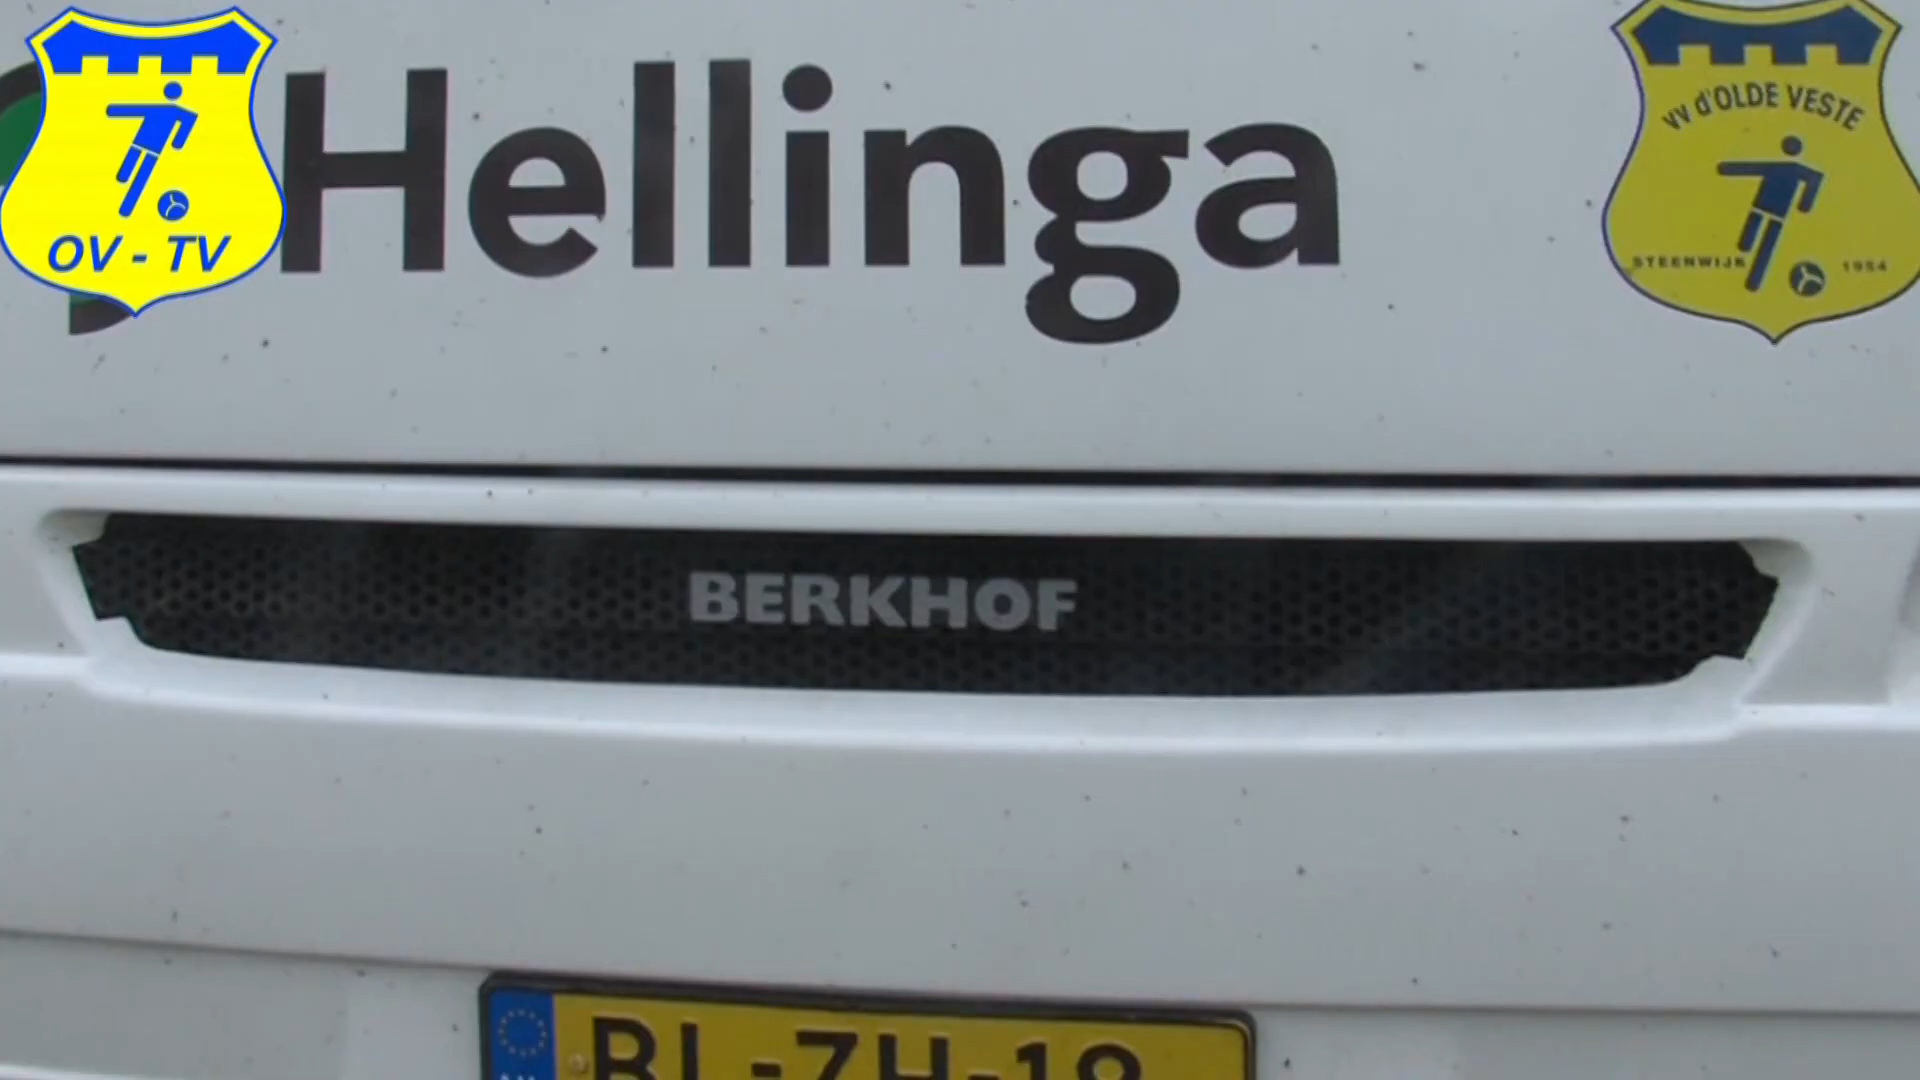 Hellinga
OV - TV
VV d'OLDE VESTE
STEENWIJK 1954
BERKHOF